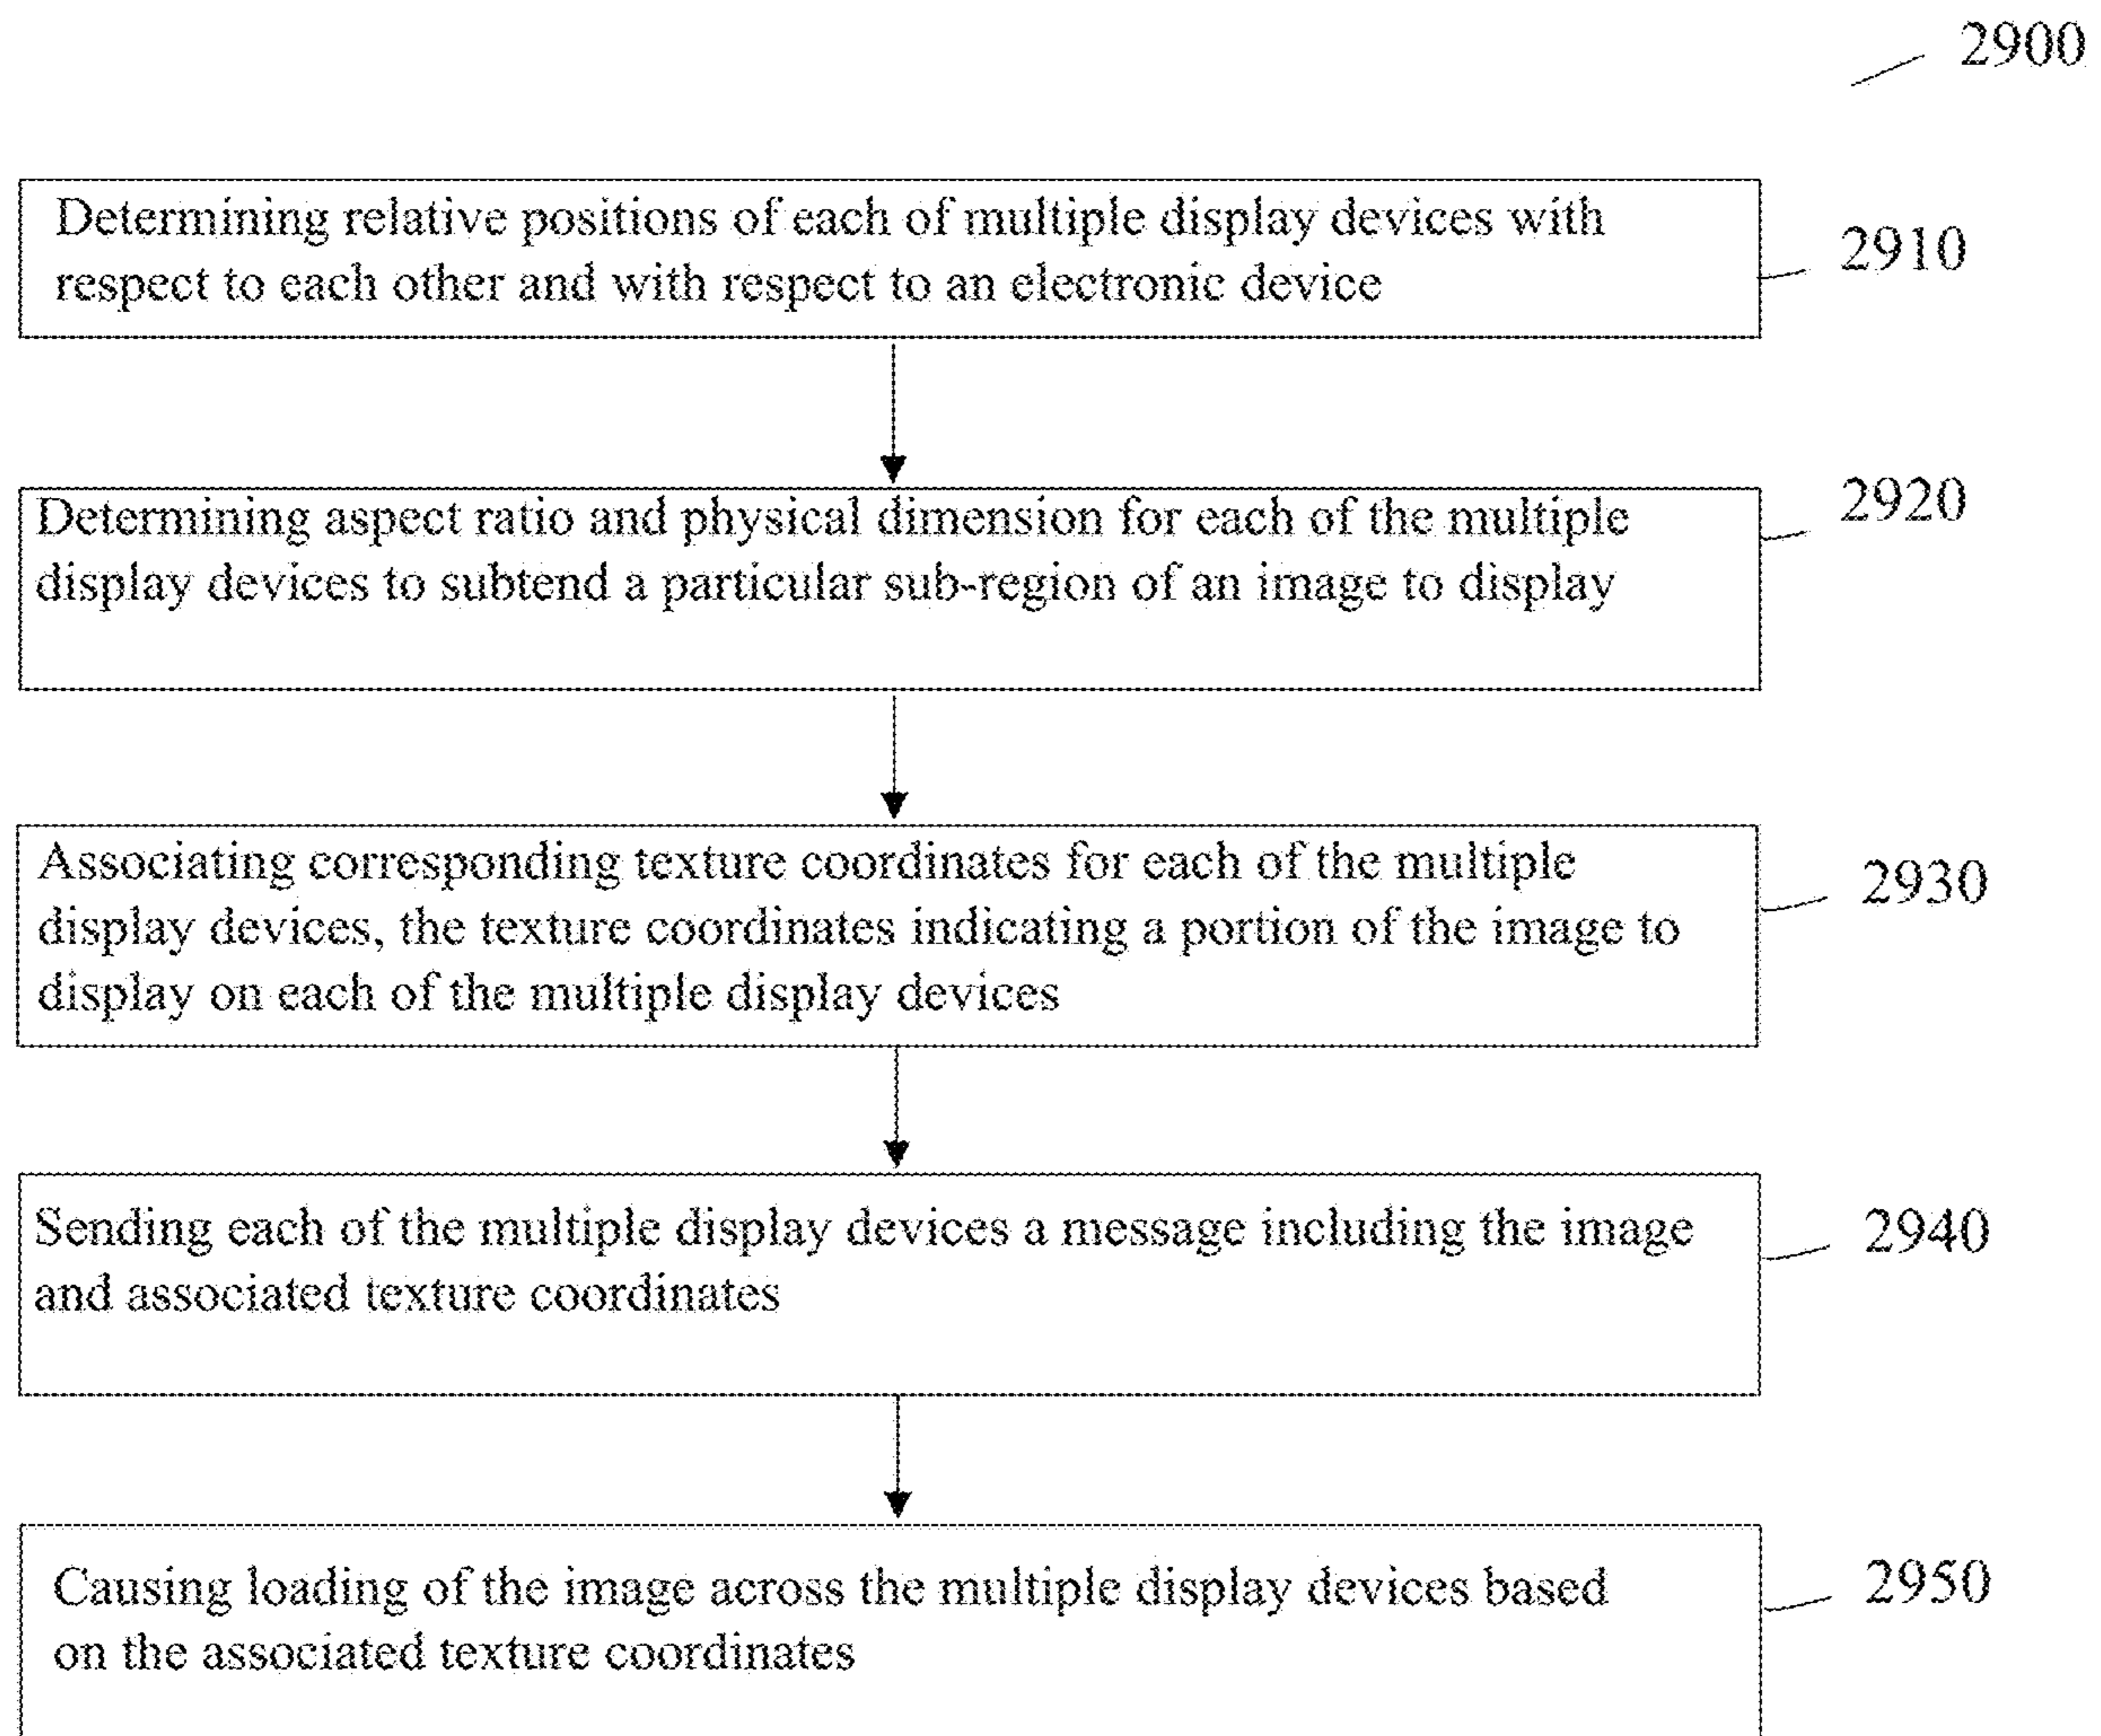 2900
Determining relative positions of each of multiple display devices with
respect to each other and with respect to an electronic device
2910
Determining aspect ratio and physical dimension for each of the multiple
display devices to subtend a particular sub-region of an image to display
2920
Associating corresponding texture coordinates for each of the multiple
display devices, the texture coordinates indicating a portion of the image to
display on each of the multiple display devices
2930
Sending each of the multiple display devices a message including the image
and associated texture coordinates
2940
Causing loading of the image across the multiple display devices based
on the associated texture coordinates
2950